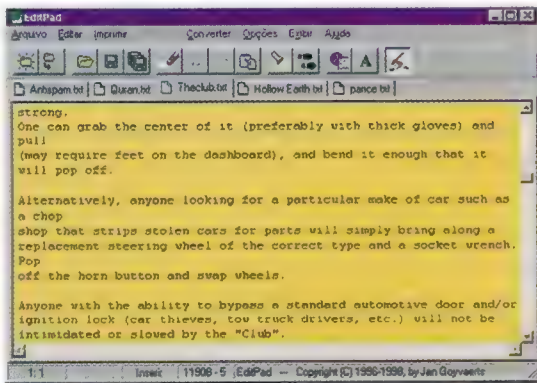 EditPad
Arquivo Editar Imprimir Converter Opções Exibir Ajuda
Antispam.txt Quran.txt Theclub.txt Hollow Earth.txt pance.txt
strong.
One can grab the center of it (preferably with thick gloves) and
pull
(may require feet on the dashboard), and bend it enough that it
will pop off.
Alternatively, anyone looking for a particular make of car such as
a chop
shop that strips stolen cars for parts will simply bring along a
replacement steering wheel of the correct type and a socket wrench.
Pop
off the horn button and swap wheels.
Anyone with the ability to bypass a standard automotive door and/or
ignition lock (car thieves, tow truck drivers, etc.) will not be
intimidated or slowed by the "Club".
1:1 Inserir 11908 - 5 EditPad -- Copyright (C) 1996-1998, by Jan Goyvaerts